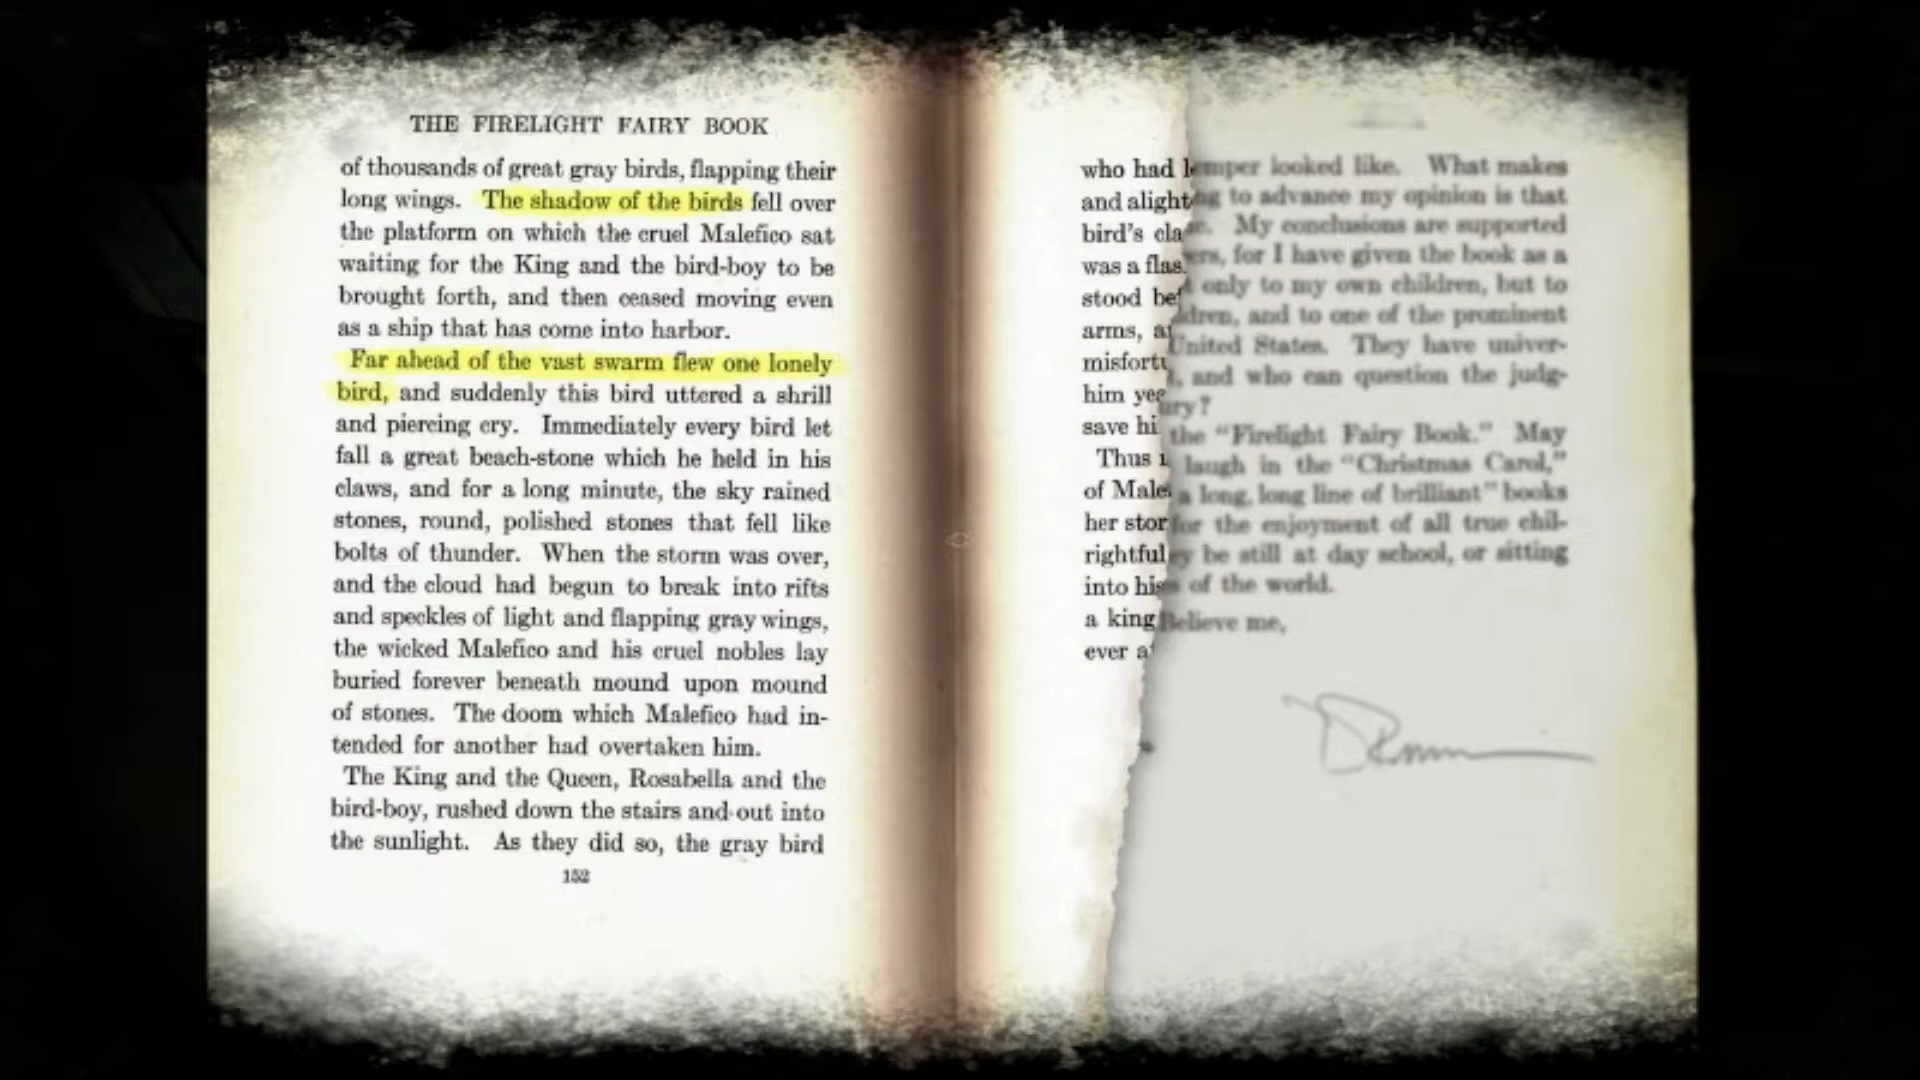 THE FIRELIGHT FAIRY BOOK
of thousands of great gray birds, flapping their
long wings. The shadow of the birds fell over
the platform on which the cruel Malefico sat
waiting for the King and the bird-boy to be
brought forth, and then ceased moving even
as a ship that has come into harbor.
Far ahead of the vast swarm flew one lonely
bird, and suddenly this bird uttered a shrill
and piercing cry. Immediately every bird let
fall a great beach-stone which he held in his
claws, and for a long minute, the sky rained
stones, round, polished stones that fell like
bolts of thunder. When the storm was over,
and the cloud had begun to break into rifts
and speckles of light and flapping gray wings,
the wicked Malefico and his cruel nobles lay
buried forever beneath mound upon mound
of stones. The doom which Malefico had in-
tended for another had overtaken him.
The King and the Queen, Rosabella and the
bird-boy, rushed down the stairs and out into
the sunlight. As they did so, the gray bird
152
who had
and alight
bird's cla
was a flas
stood bef
arms, a
misfort
him
save hi
Thus
of Male
her stor
rightful
into his
a king
ever a
emper looked like. What makes
to advance my opinion is that
My conclusions are supported
ers, for I have given the book as a
only to my own children, but to
dren, and to one of the prominent
United States. They have univer-
, and who can question the judg-
ury?
the "Firelight Fairy Book." May
laugh in the "Christmas Carol,"
a long, long line of brilliant" books
for the enjoyment of all true chil-
y be still at day school, or sitting
of the world.
Believe me,